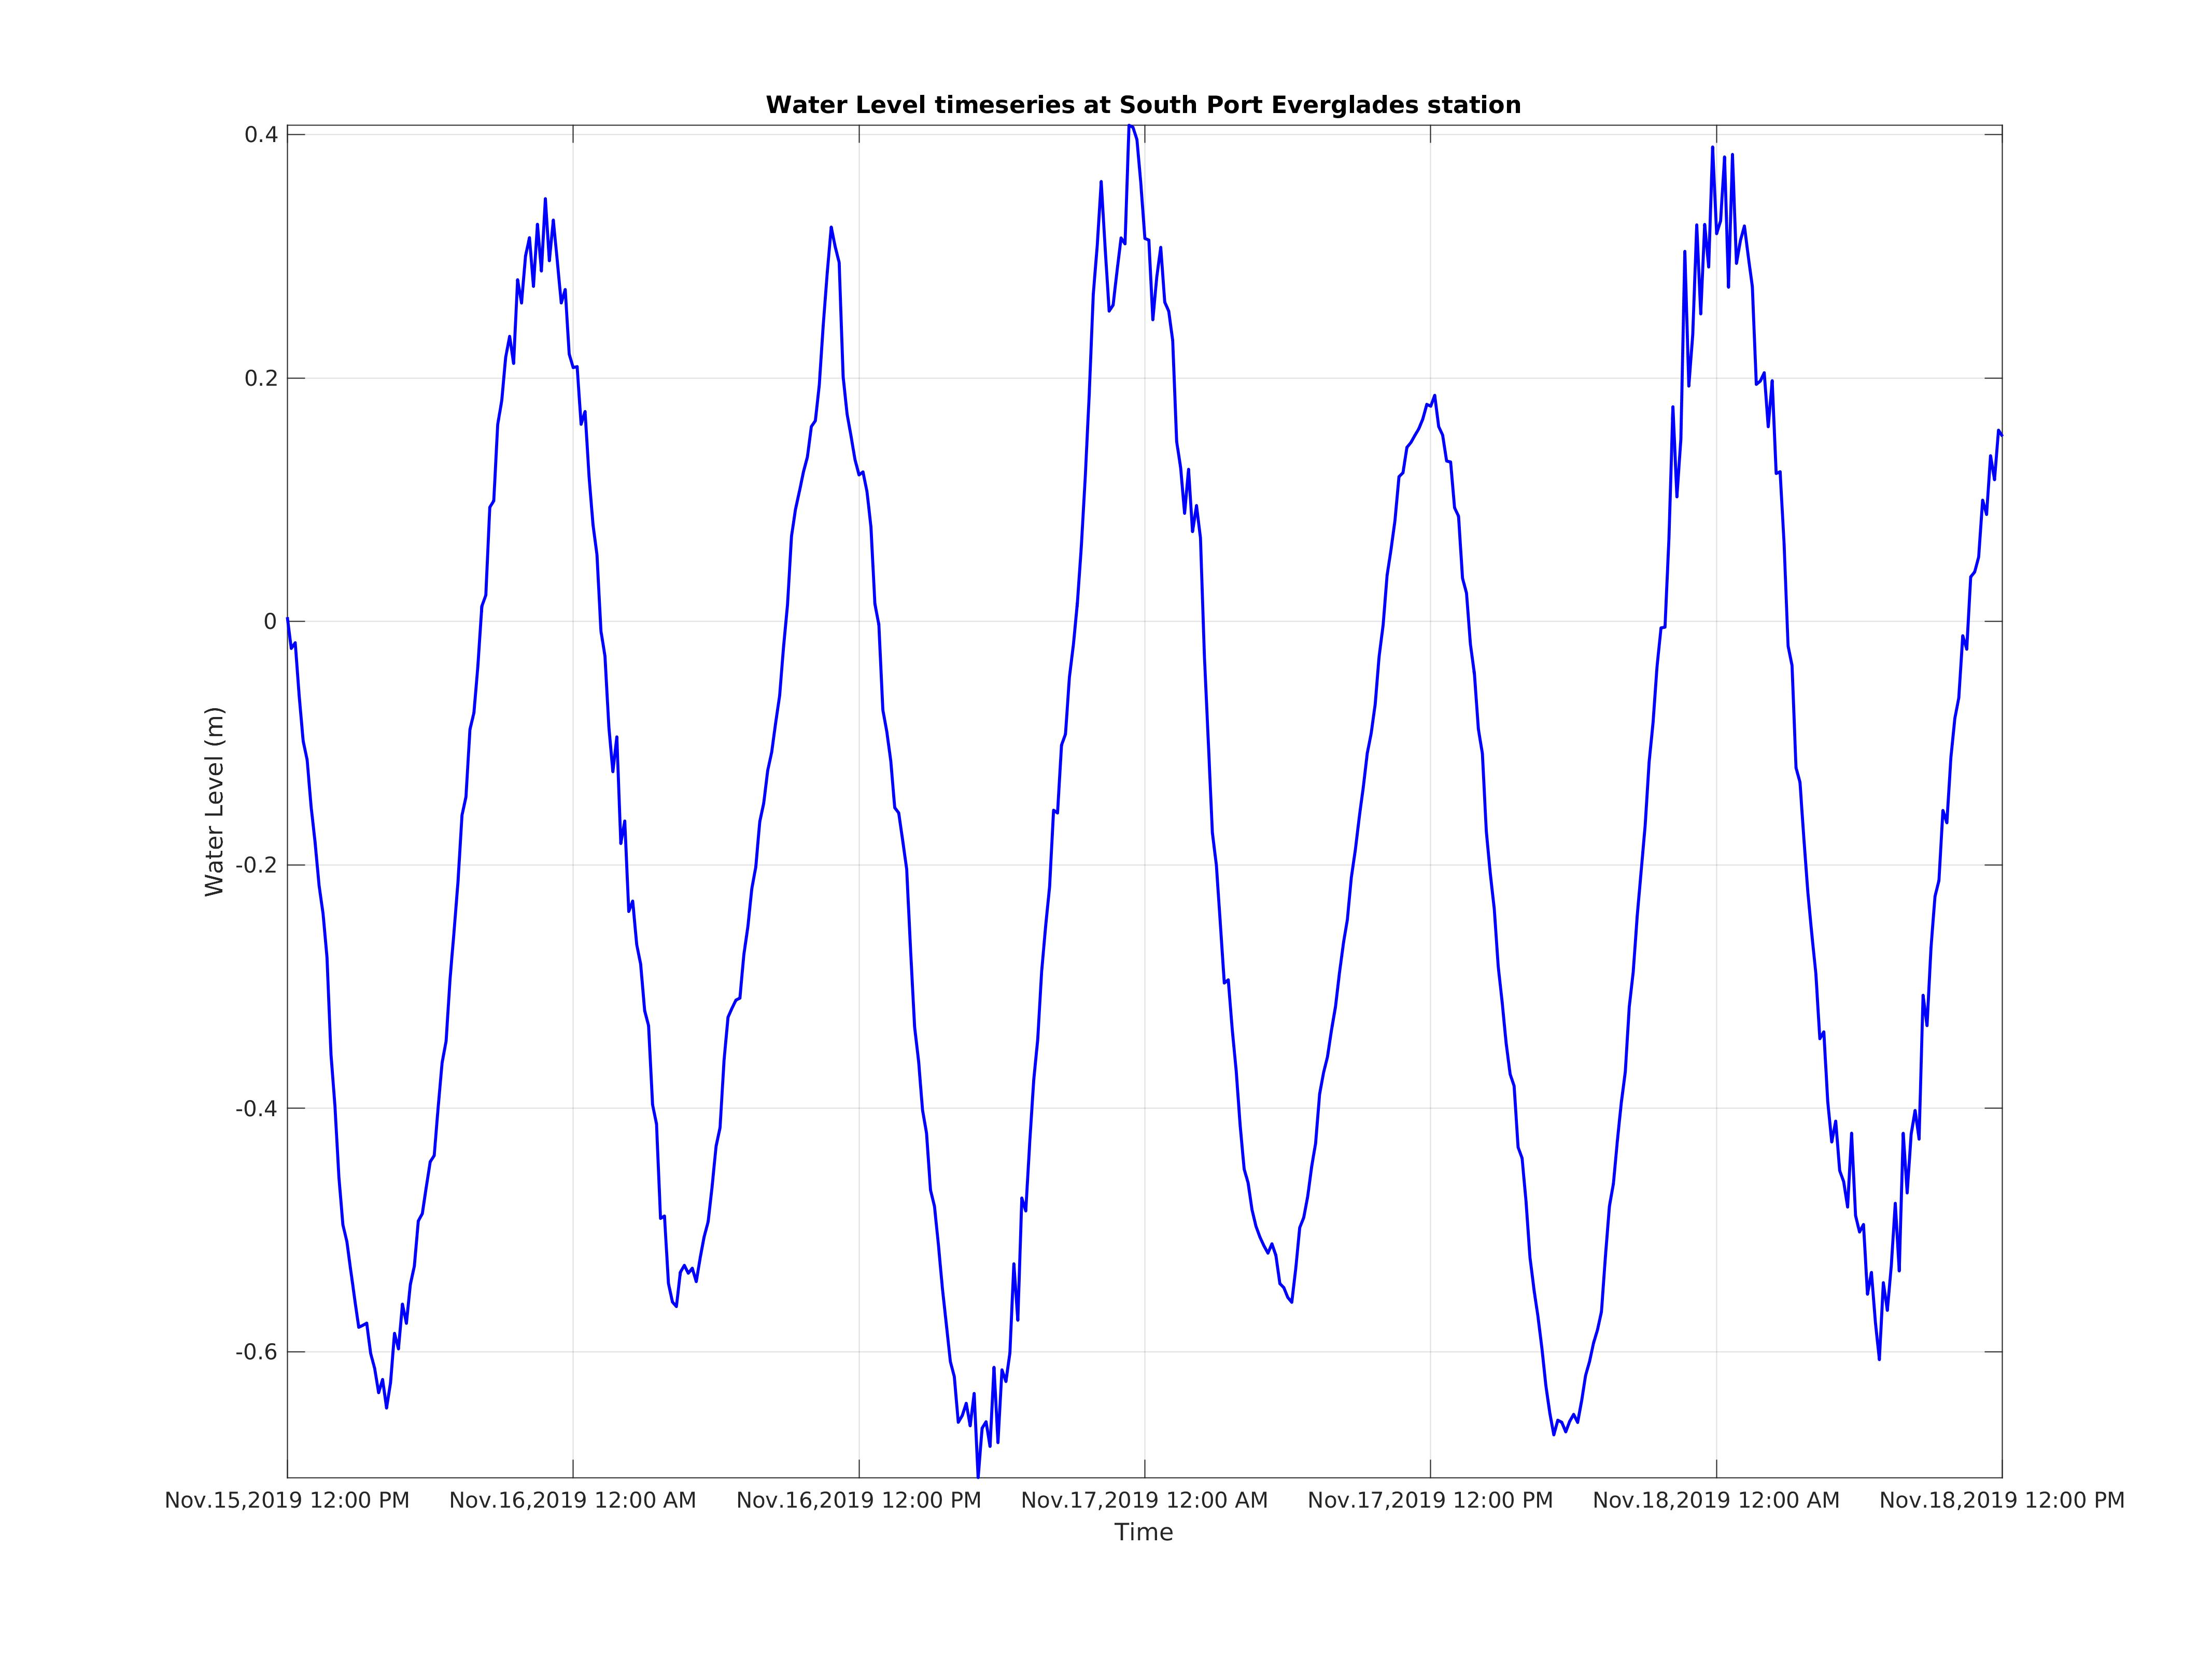 Water Level timeseries at South Port Everglades station
0.4
0.2
0
-0.2
-0.4
-0.6
Water Level (m)
Nov.15,2019 12:00 PM Nov.16,2019 12:00 AM Nov.16,2019 12:00 PM Nov.17,2019 12:00 AM Nov.17,2019 12:00 PM Nov.18,2019 12:00 AM Nov.18,2019 12:00 PM
Time